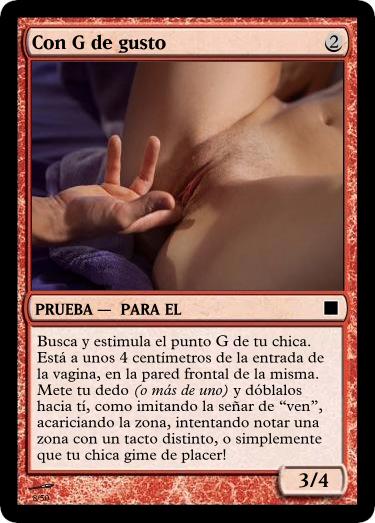 Con G de gusto
2
PRUEBA — PARA EL
Busca y estimula el punto G de tu chica.
Está a unos 4 centímetros de la entrada de
la vagina, en la pared frontal de la misma.
Mete tu dedo (o más de uno) y dóblalos
hacia tí, como imitando la señar de “ven”,
acariciando la zona, intentando notar una
zona con un tacto distinto, o simplemente
que tu chica gime de placer!
3/4